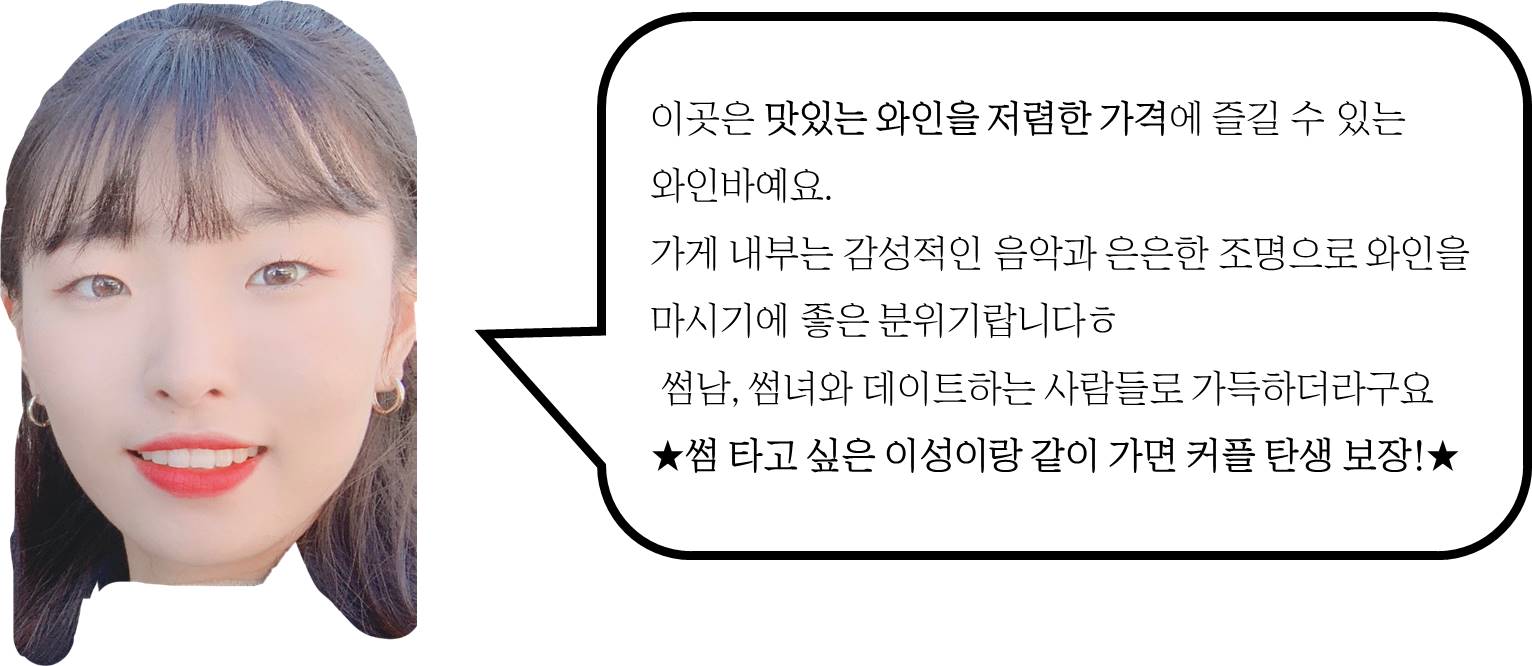 이곳은 맛있는 와인을 저렴한 가격에 즐길 수 있는
와인바예요.
가게 내부는 감성적인 음악과 은은한 조명으로 와인을
마시기에 좋은 분위기랍니다ㅎ
썸남, 썸녀와 데이트하는 사람들로 가득하더라구요
★썸 타고 싶은 이성이랑 같이 가면 커플 탄생 보장!★